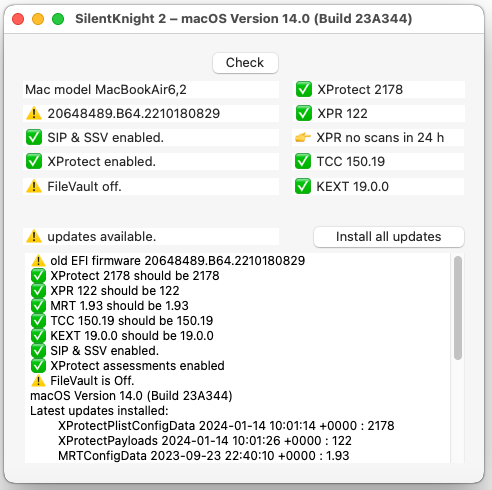 SilentKnight 2 – macOS Version 14.0 (Build 23A344)
Check
Mac model MacBookAir6,2
XProtect 2178
20648489.B64.2210180829
XPR 122
SIP & SSV enabled.
XPR no scans in 24 h
XProtect enabled.
TCC 150.19
FileVault off.
KEXT 19.0.0
updates available.
Install all updates
old EFI firmware 20648489.B64.2210180829
XProtect 2178 should be 2178
XPR 122 should be 122
MRT 1.93 should be 1.93
TCC 150.19 should be 150.19
KEXT 19.0.0 should be 19.0.0
SIP & SSV enabled.
XProtect assessments enabled
FileVault is Off.
macOS Version 14.0 (Build 23A344)
Latest updates installed:
XProtectPlistConfigData 2024-01-14 10:01:14 +0000 : 2178
XProtectPayloads 2024-01-14 10:01:26 +0000 : 122
MRTConfigData 2023-09-23 22:40:10 +0000 : 1.93